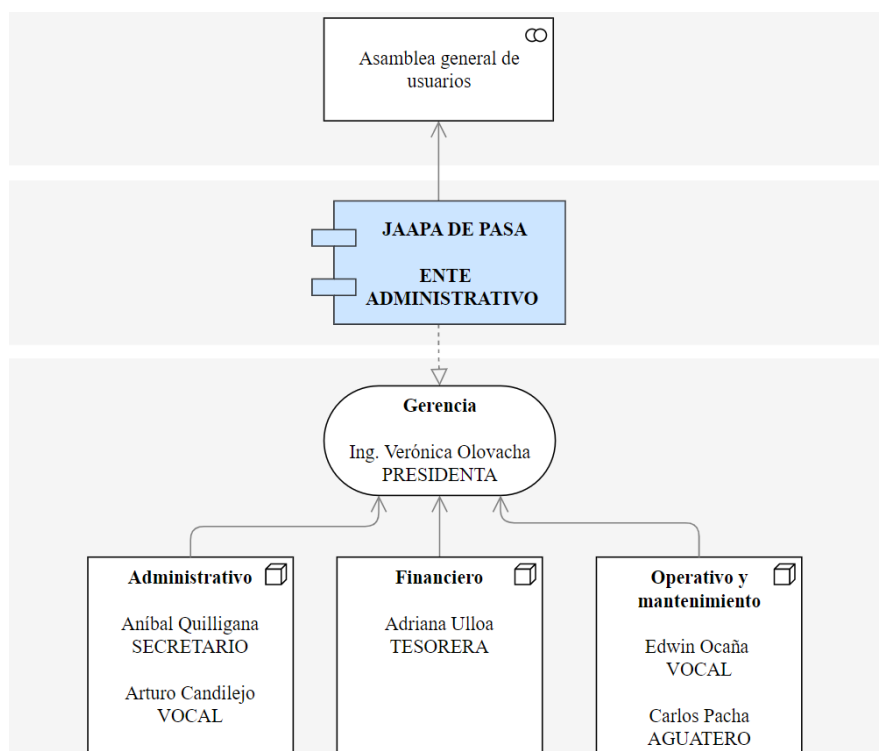 Asamblea general de
usuarios
JAAPA DE PASA
ENTE
ADMINISTRATIVO
Gerencia
Ing. Verónica Olovacha
PRESIDENTA
Administrativo
Aníbal Quilligana
SECRETARIO
Arturo Candilejo
VOCAL
Financiero
Adriana Ulloa
TESORERA
Operativo y
mantenimiento
Edwin Ocaña
VOCAL
Carlos Pacha
AGUATERO